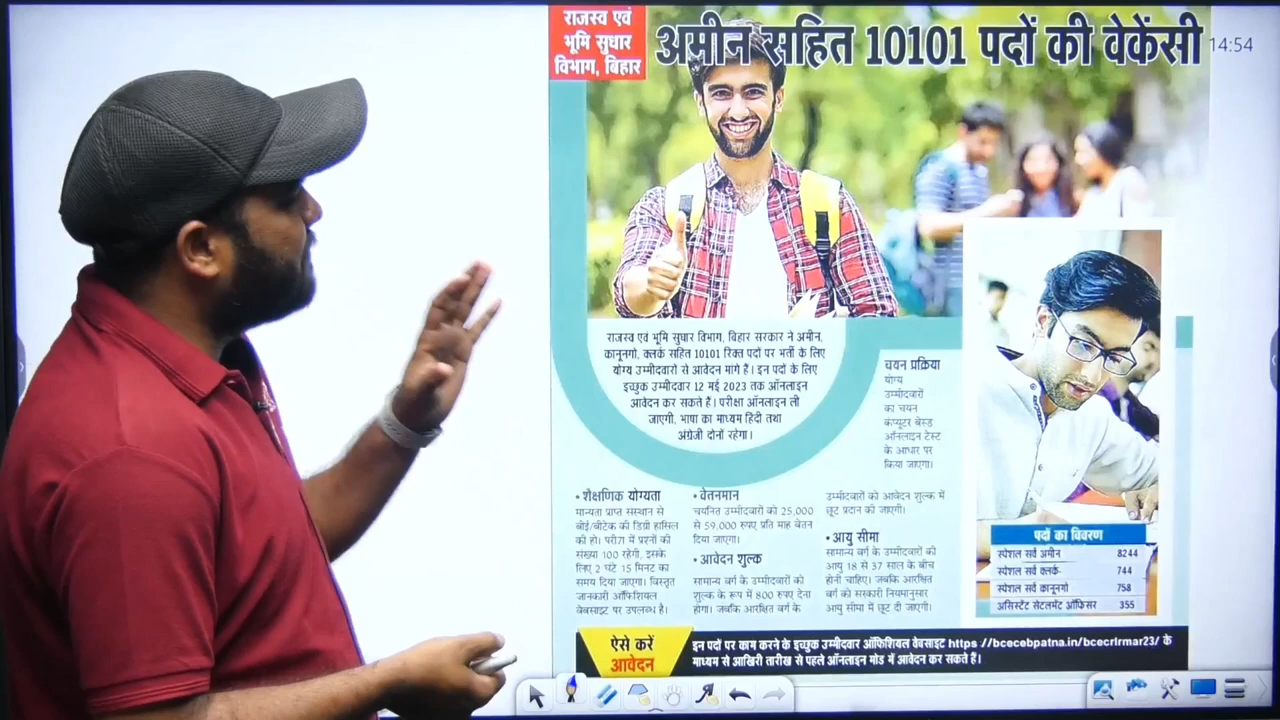 राजस्व एवं
भूमि सुधार
विभाग, बिहार
अमीन सहित 10101 पदों की वेकेंसी
14:54
राजस्व एवं भूमि सुधार विभाग, बिहार सरकार ने अमीन,
कानूनगो, क्लर्क सहित 10101 रिक्त पदों पर भर्ती के लिए
योग्य उम्मीदवारों से आवेदन मांगे हैं। इन पदों के लिए
इच्छुक उम्मीदवार 12 मई 2023 तक ऑनलाइन
आवेदन कर सकते हैं। परीक्षा ऑनलाइन ली
जाएगी, भाषा का माध्यम हिंदी तथा
अंग्रेजी दोनों रहेगा।
चयन प्रक्रिया
योग्य
उम्मीदवारों
का चयन
कंप्यूटर बेस्ड
ऑनलाइन टेस्ट
के आधार पर
किया जाएगा।
• शैक्षणिक योग्यता
मान्यता प्राप्त संस्थान से
बीई/बीटेक की डिग्री हासिल
की हो। परीक्षा में प्रश्नों की
संख्या 100 रहेगी, इसके
लिए 2 घंटे 15 मिनट का
समय दिया जाएगा। विस्तृत
जानकारी ऑफिशियल
वेबसाइट पर उपलब्ध है।
• वेतनमान
चयनित उम्मीदवारों को 25,000
से 59,000 रुपए प्रति माह वेतन
दिया जाएगा।
• आवेदन शुल्क
सामान्य वर्ग के उम्मीदवारों को
शुल्क के रूप में 800 रुपए देना
होगा। जबकि आरक्षित वर्ग के
उम्मीदवारों को आवेदन शुल्क में
छूट प्रदान की जाएगी।
• आयु सीमा
सामान्य वर्ग के उम्मीदवारों की
आयु 18 से 37 साल के बीच
होनी चाहिए। जबकि आरक्षित
वर्ग को सरकारी नियमानुसार
आयु सीमा में छूट दी जाएगी।
पदों का विवरण
स्पेशल सर्वे अमीन 8244
स्पेशल सर्वे क्लर्क- 744
स्पेशल सर्वे कानूनगो 758
असिस्टेंट सेटलमेंट ऑफिसर 355
ऐसे करें
आवेदन
इन पदों पर काम करने के इच्छुक उम्मीदवार ऑफिशियल वेबसाइट https://bcecebpatna.in/bcecrlrmar23/ के
माध्यम से आखिरी तारीख से पहले ऑनलाइन मोड में आवेदन कर सकते हैं।